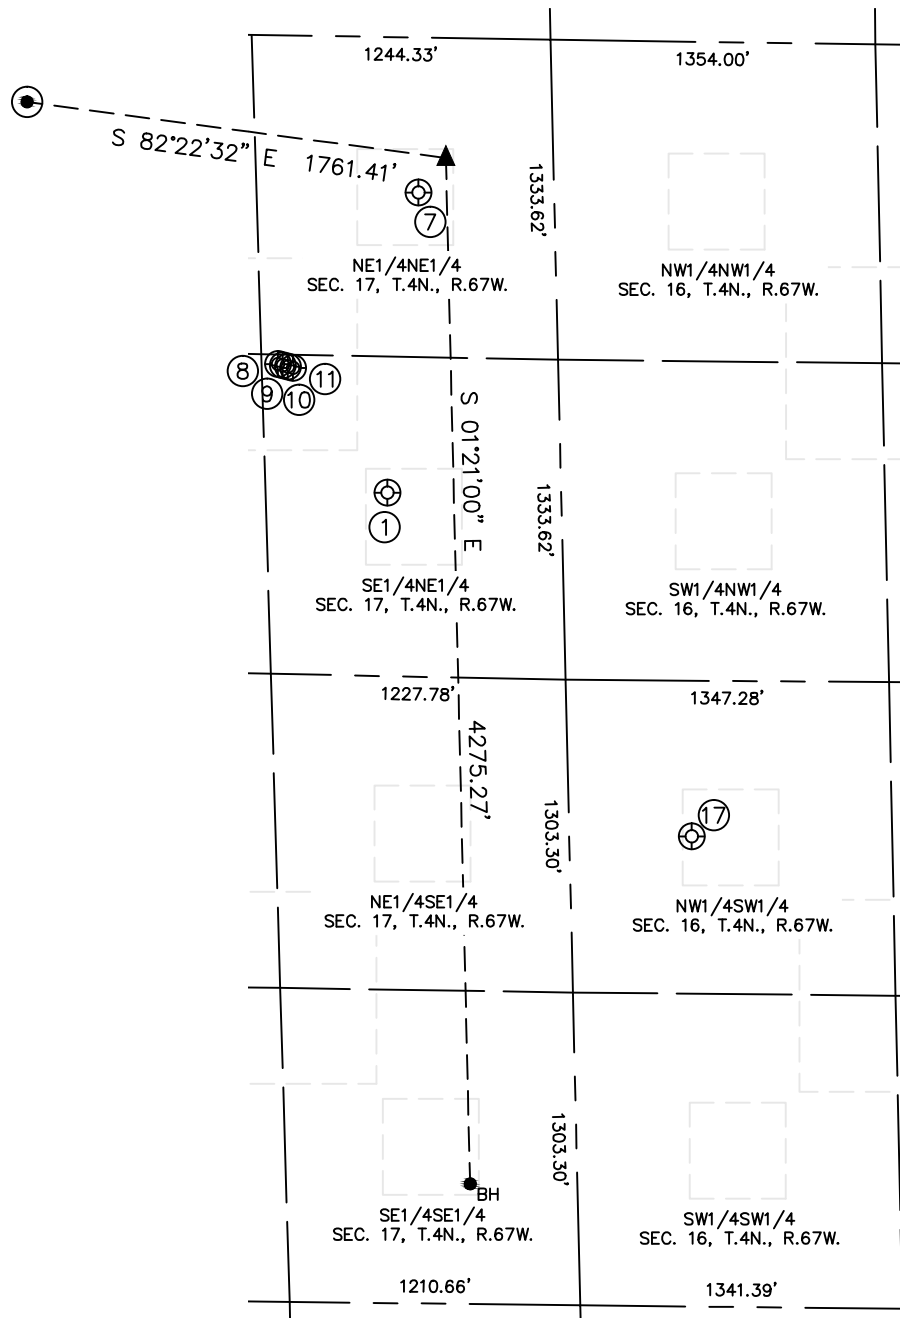 1244.33'
1354.00'
S 82°22'32" E 1761.41'
1333.62'
7
NE1/4NE1/4
SEC. 17, T.4N., R.67W.
NW1/4NW1/4
SEC. 16, T.4N., R.67W.
8
9
10
11
S 01°21'00" E
1333.62'
1
SE1/4NE1/4
SEC. 17, T.4N., R.67W.
SW1/4NW1/4
SEC. 16, T.4N., R.67W.
1227.78'
1347.28'
4275.27'
1303.30'
17
NE1/4SE1/4
SEC. 17, T.4N., R.67W.
NW1/4SW1/4
SEC. 16, T.4N., R.67W.
1303.30'
BH
SE1/4SE1/4
SEC. 17, T.4N., R.67W.
SW1/4SW1/4
SEC. 16, T.4N., R.67W.
1210.66'
1341.39'